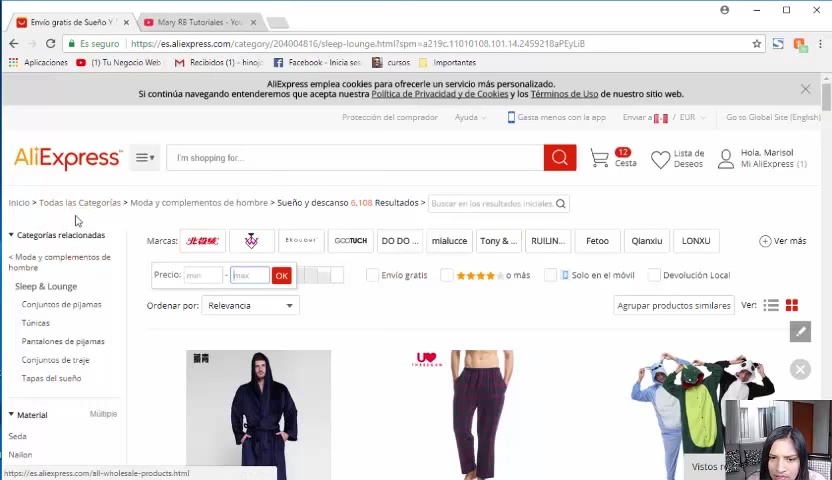 Envío gratis de Sueño Y
Mary RB Tutoriales - You
Es seguro
https://es.aliexpress.com/category/204004816/sleep-lounge.html?spm=a219c.11010108.101.14.2459218aPEyLiB
Aplicaciones
(1) Tu Negocio Web
Recibidos (1) - hinoj
Facebook - Inicia ses
cursos
Importantes
AliExpress emplea cookies para ofrecerle un servicio más personalizado.
Si continúa navegando entenderemos que acepta nuestra Política de Privacidad y de Cookies y los Términos de Uso de nuestro sitio web.
Protección del comprador
Ayuda
Gasta menos con la app
Enviar a / EUR
Go to Global Site (English)
AliExpress
I'm shopping for...
12
Cesta
Lista de
Deseos
Hola, Marisol
Mi AliExpress (1)
Inicio > Todas las Categorías > Moda y complementos de hombre > Sueño y descanso 6,108 Resultados >
Buscar en los resultados iniciales.
Categorías relacionadas
< Moda y complementos de
hombre
Sleep & Lounge
Conjuntos de pijamas
Túnicas
Pantalones de pijamas
Conjuntos de traje
Tapas del sueño
Material
Múltiple
Seda
Nailon
Marcas:
GOOTUCH
DO DO ...
mialucce
Tony & ...
RUILIN...
Fetoo
Qianxiu
LONXU
Ver más
Precio:
min
-
max
OK
Envío gratis
o más
Solo en el móvil
Devolución Local
Ordenar por:
Relevancia
Agrupar productos similares
Ver:
https://es.aliexpress.com/all-wholesale-products.html